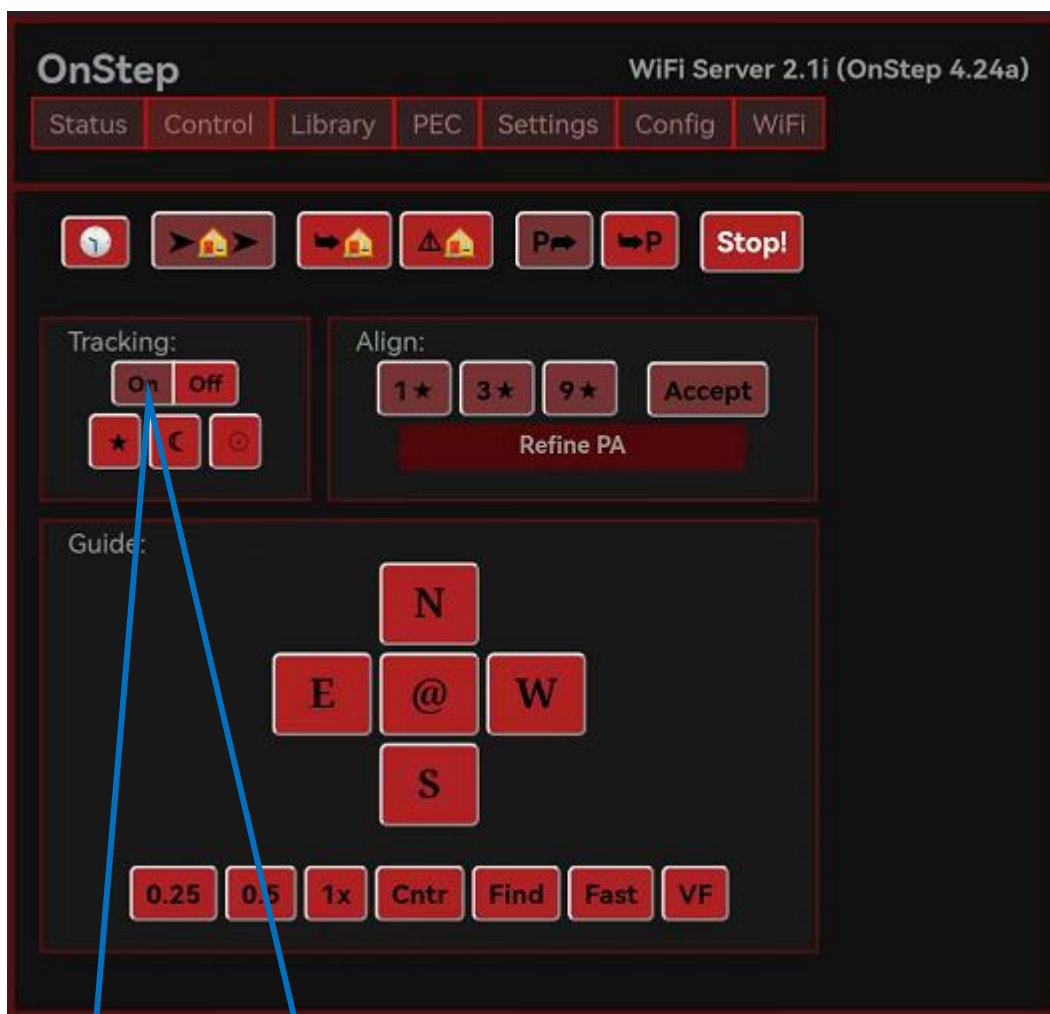 OnStep
WiFi Server 2.1i (OnStep 4.24a)
Status Control Library PEC Settings Config WiFi
P P Stop!
Tracking:
On Off
Align:
1★ 3★ 9★ Accept
Refine PA
Guide:
N
E @ W
S
0.25 0.5 1x Cntr Find Fast VF